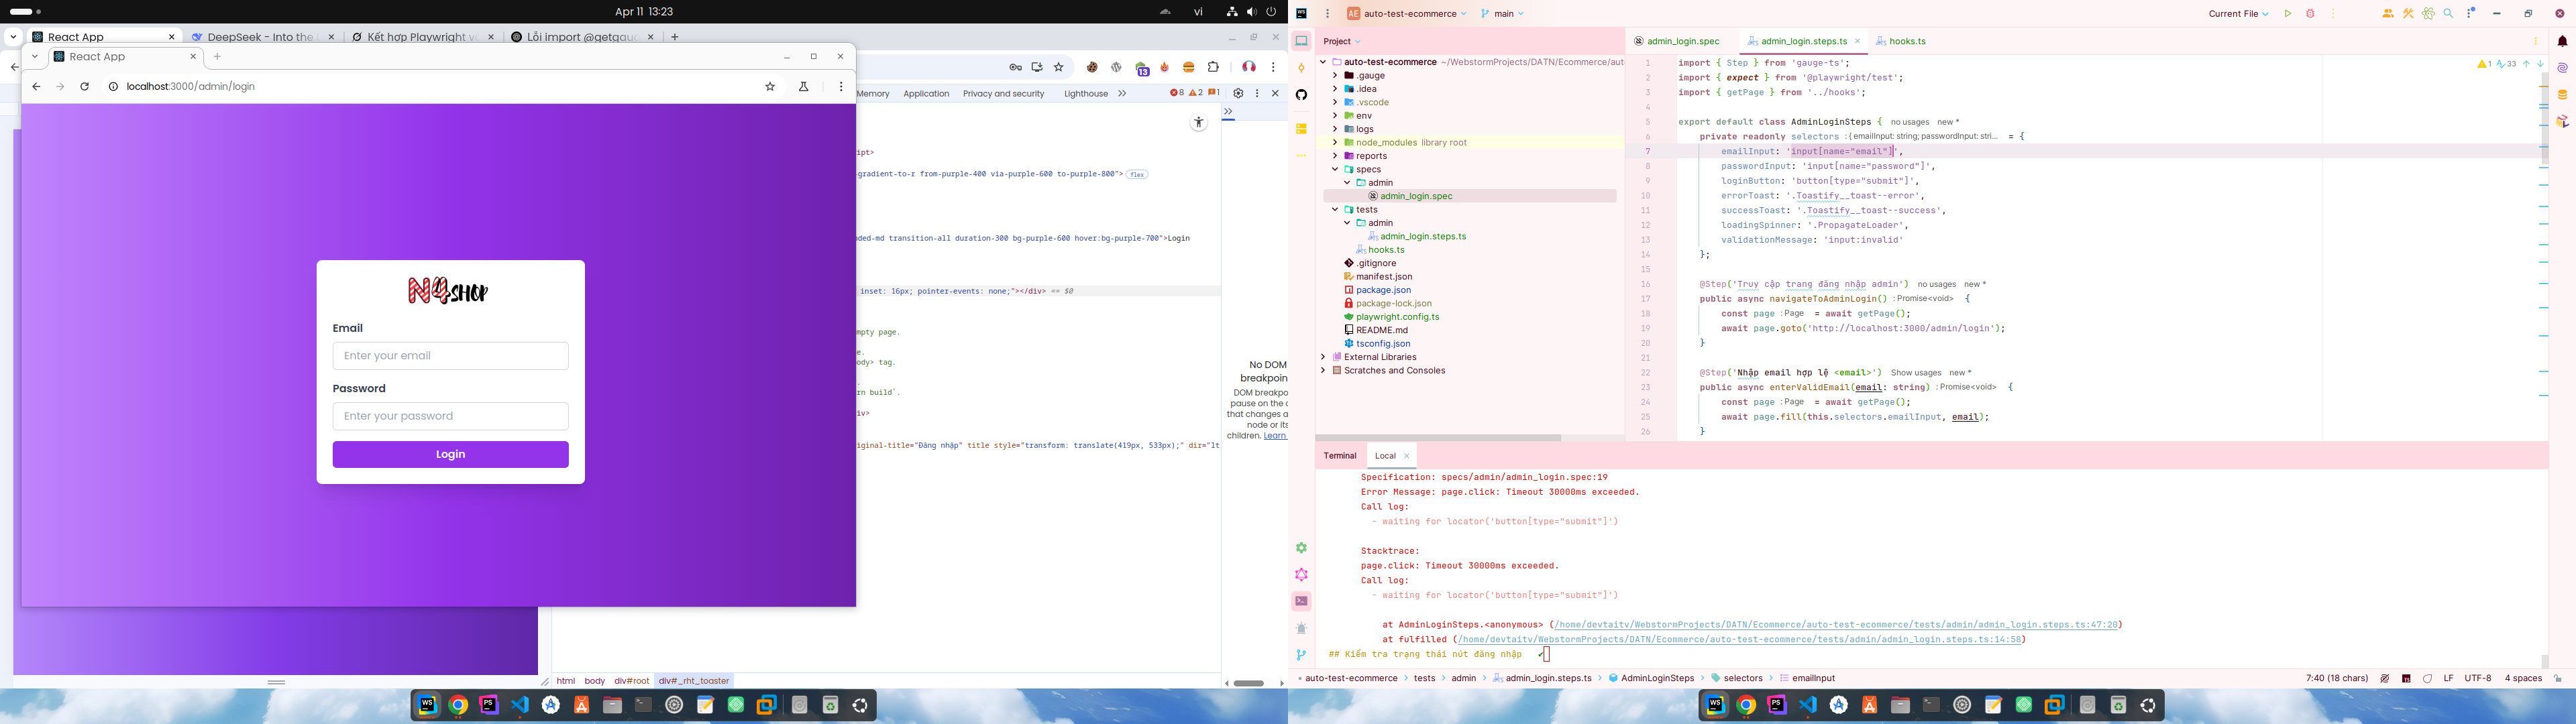 Apr 11 13:23
vi
React App
DeepSeek - Into the
Kết hợp Playwright v
Lỗi import @getgaug
React App
localhost:3000/admin/login
13
Memory
Application
Privacy and security
Lighthouse
8
2
1
ript>
-gradient-to-r from-purple-400 via-purple-600 to-purple-800">
flex
nded-md transition-all duration-300 bg-purple-600 hover:bg-purple-700">Login
inset: 16px; pointer-events: none;"></div> == $0
mpty page.
e.
ody> tag.
.
rn build`.
iv>
iginal-title="Đăng nhập" title style="transform: translate(419px, 533px);" dir="lt
No DOM
breakpoin
DOM breakpo
pause on the
that changes a
node or its
children. Learn
N4 SHOP
Email
Enter your email
Password
Enter your password
Login
html
body
div#root
div#_rht_toaster
WS
AE
auto-test-ecommerce
main
Current File
Project
auto-test-ecommerce ~/WebstormProjects/DATN/Ecommerce/aut
.gauge
.idea
.vscode
env
logs
node_modules library root
reports
specs
admin
admin_login.spec
tests
admin
admin_login.steps.ts
hooks.ts
.gitignore
manifest.json
package.json
package-lock.json
playwright.config.ts
README.md
tsconfig.json
External Libraries
Scratches and Consoles
admin_login.spec
admin_login.steps.ts
hooks.ts
1 33
1 import { Step } from 'gauge-ts';
2 import { expect } from '@playwright/test';
3 import { getPage } from '../hooks';
4
5 export default class AdminLoginSteps { no usages new *
6 private readonly selectors :{emailInput: string; passwordInput: stri... = {
7 emailInput: 'input[name="email"]',
8 passwordInput: 'input[name="password"]',
9 loginButton: 'button[type="submit"]',
10 errorToast: '.Toastify__toast--error',
11 successToast: '.Toastify__toast--success',
12 loadingSpinner: '.PropagateLoader',
13 validationMessage: 'input:invalid'
14 };
15
16 @Step('Truy cập trang đăng nhập admin') no usages new *
17 public async navigateToAdminLogin() :Promise<void> {
18 const page :Page = await getPage();
19 await page.goto('http://localhost:3000/admin/login');
20 }
21
22 @Step('Nhập email hợp lệ <email>') Show usages new *
23 public async enterValidEmail(email: string) :Promise<void> {
24 const page :Page = await getPage();
25 await page.fill(this.selectors.emailInput, email);
26 }
Terminal
Local
Specification: specs/admin/admin_login.spec:19
Error Message: page.click: Timeout 30000ms exceeded.
Call log:
- waiting for locator('button[type="submit"]')
Stacktrace:
page.click: Timeout 30000ms exceeded.
Call log:
- waiting for locator('button[type="submit"]')
at AdminLoginSteps.<anonymous> (/home/devtaitv/WebstormProjects/DATN/Ecommerce/auto-test-ecommerce/tests/admin/admin_login.steps.ts:47:20)
at fulfilled (/home/devtaitv/WebstormProjects/DATN/Ecommerce/auto-test-ecommerce/tests/admin/admin_login.steps.ts:14:58)
## Kiểm tra trạng thái nút đăng nhập ✔
auto-test-ecommerce
tests
admin
admin_login.steps.ts
AdminLoginSteps
selectors
emailInput
7:40 (18 chars)
LF
UTF-8
4 spaces